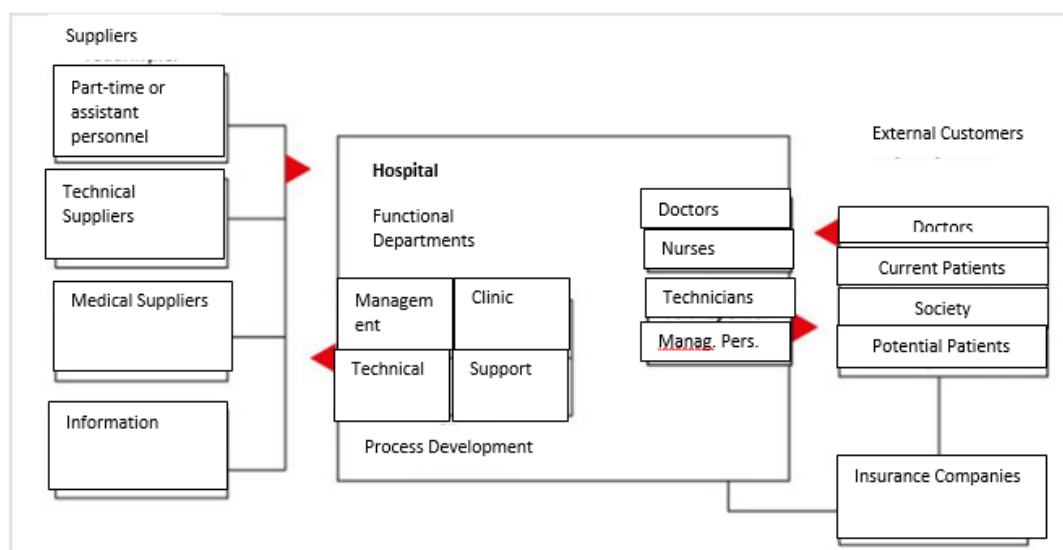 Suppliers
Part-time or
assistant
personnel
Technical
Suppliers
Medical Suppliers
Information
Hospital
Functional
Departments
Managem
ent
Clinic
Technical
Support
Process Development
Doctors
Nurses
Technicians
Manag. Pers.
External Customers
Doctors
Current Patients
Society
Potential Patients
Insurance Companies